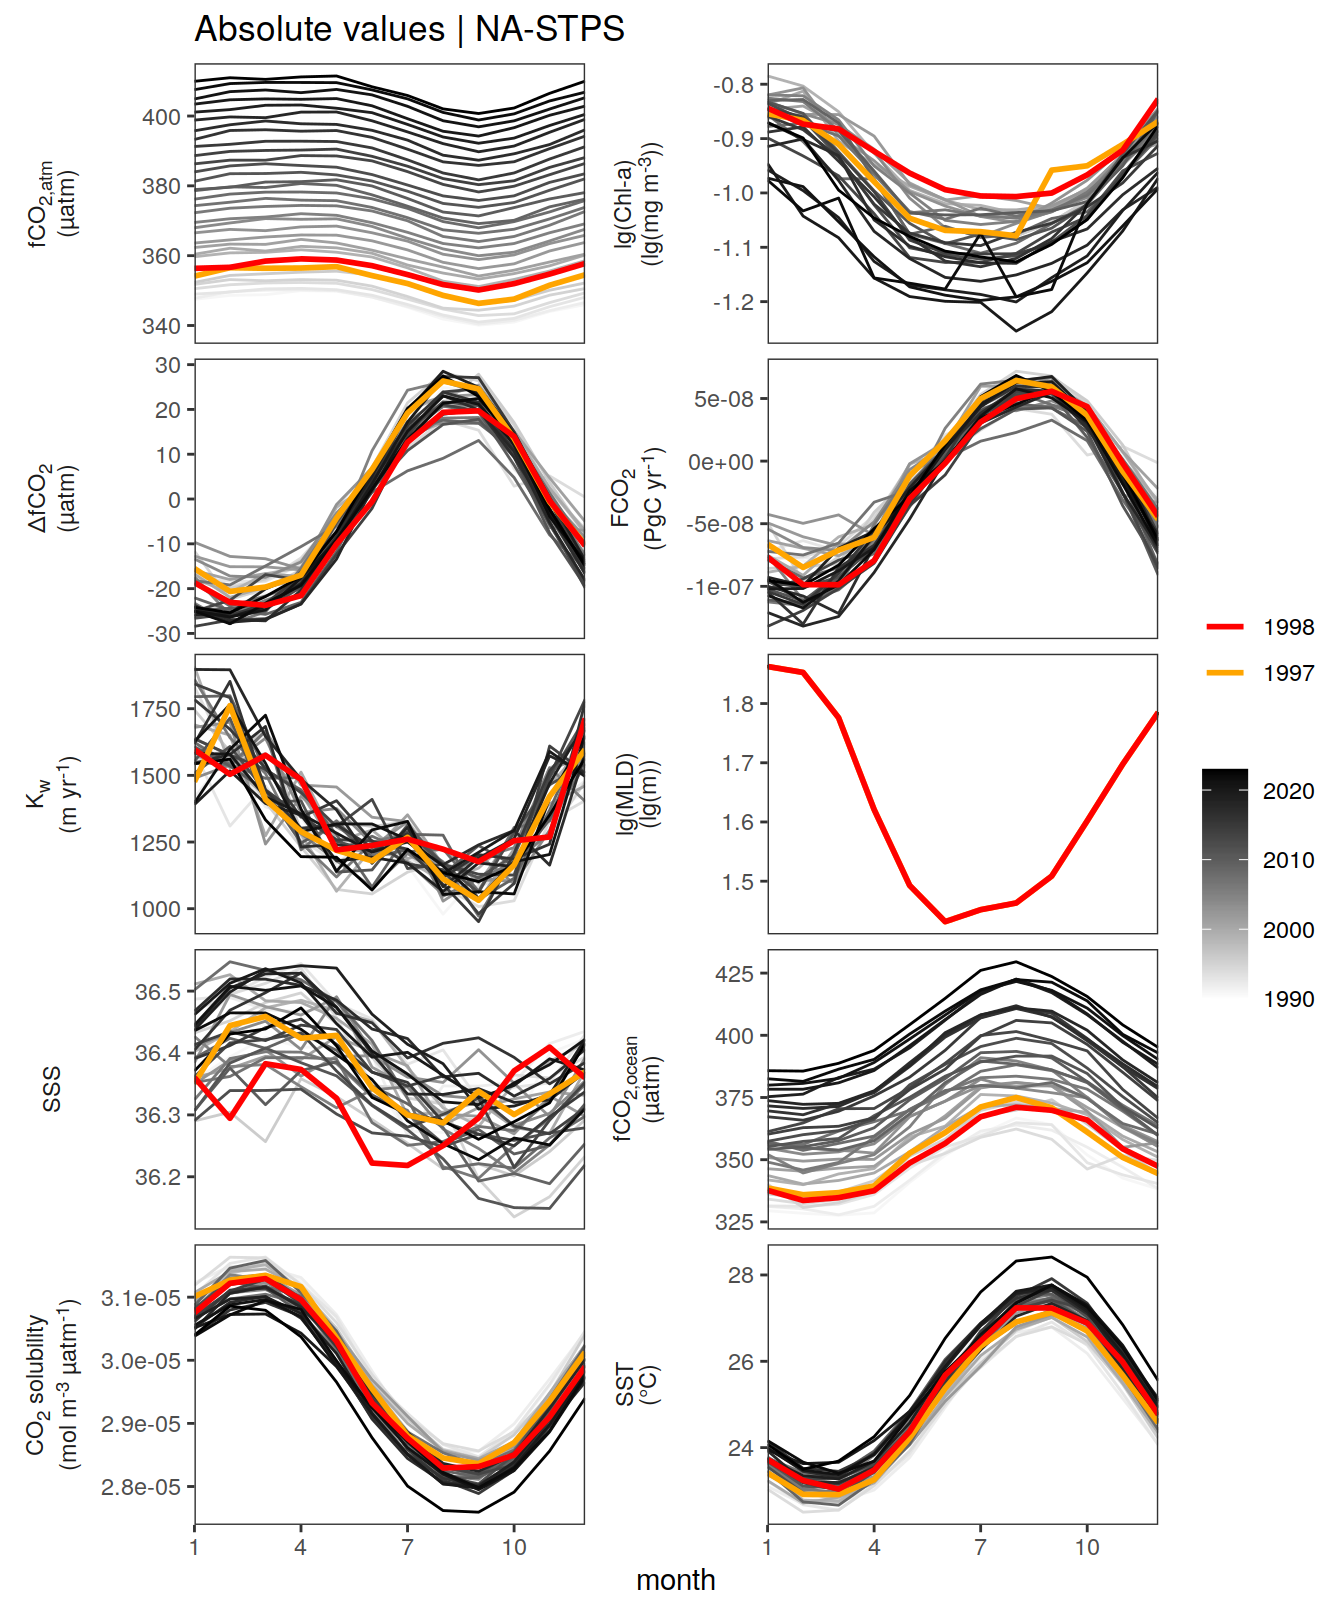 Absolute values | NA-STPS
fCO2,atm
(µatm)
400
380
360
340
lg(Chl-a)
(lg(mg m-3))
-0.8
-0.9
-1.0
-1.1
-1.2
ΔfCO2
(µatm)
30
20
10
0
-10
-20
-30
FCO2
(PgC yr-1)
5e-08
0e+00
-5e-08
-1e-07
Kw
(m yr-1)
1750
1500
1250
1000
lg(MLD)
(lg(m))
1.8
1.7
1.6
1.5
SSS
36.5
36.4
36.3
36.2
fCO2,ocean
(µatm)
425
400
375
350
325
CO2 solubility
(mol m-3 µatm-1)
3.1e-05
3.0e-05
2.9e-05
2.8e-05
SST
(°C)
28
26
24
1 4 7 10
1 4 7 10
month
1998
1997
2020
2010
2000
1990